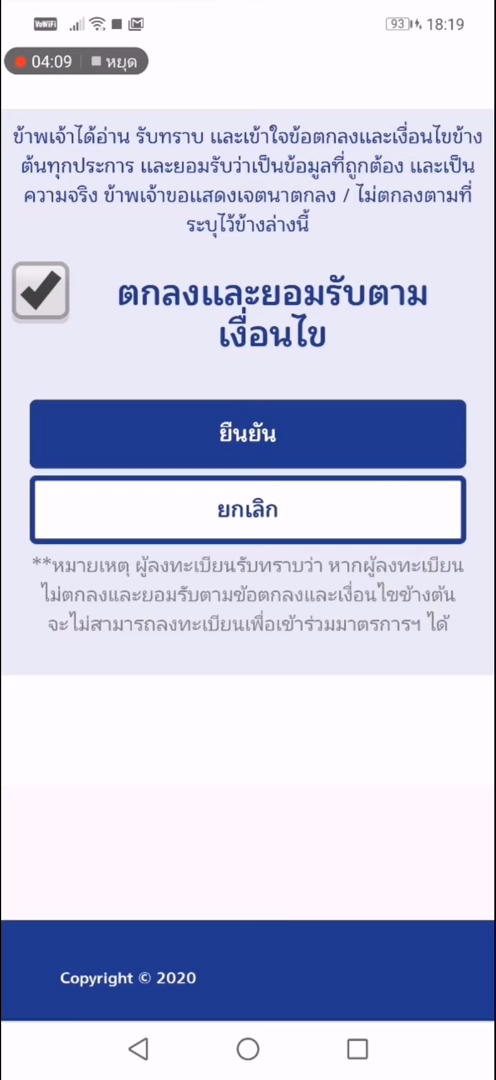 VoWiFi
93 18:19
04:09 หยุด
ข้าพเจ้าได้อ่าน รับทราบ และเข้าใจข้อตกลงและเงื่อนไขข้าง
ต้นทุกประการ และยอมรับว่าเป็นข้อมูลที่ถูกต้อง และเป็น
ความจริง ข้าพเจ้าขอแสดงเจตนาตกลง / ไม่ตกลงตามที่
ระบุไว้ข้างล่างนี้
ตกลงและยอมรับตาม
เงื่อนไข
ยืนยัน
ยกเลิก
**หมายเหตุ ผู้ลงทะเบียนรับทราบว่า หากผู้ลงทะเบียน
ไม่ตกลงและยอมรับตามข้อตกลงและเงื่อนไขข้างต้น
จะไม่สามารถลงทะเบียนเพื่อเข้าร่วมมาตรการฯ ได้
Copyright © 2020